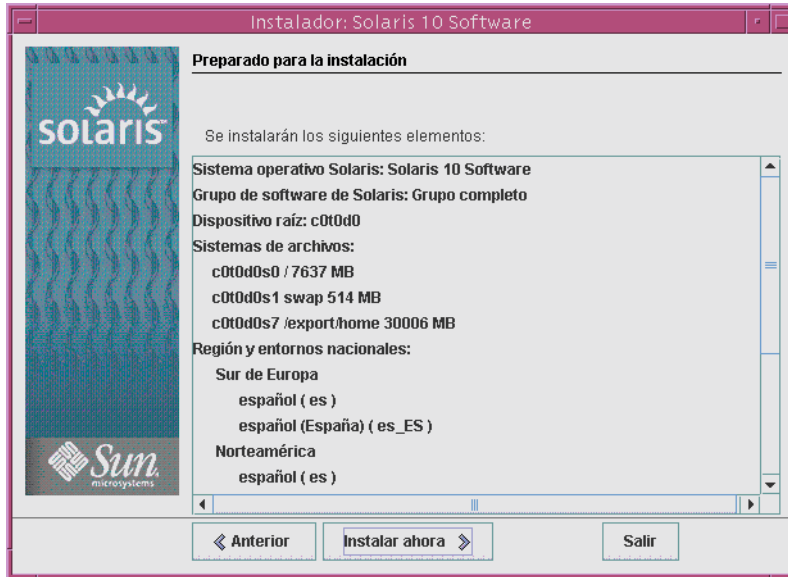 Instalador: Solaris 10 Software
solaris
Preparado para la instalación
Se instalarán los siguientes elementos:
Sistema operativo Solaris: Solaris 10 Software
Grupo de software de Solaris: Grupo completo
Dispositivo raíz: c0t0d0
Sistemas de archivos:
c0t0d0s0 / 7637 MB
c0t0d0s1 swap 514 MB
c0t0d0s7 /export/home 30006 MB
Región y entornos nacionales:
Sur de Europa
español ( es )
español (España) ( es_ES )
Norteamérica
español ( es )
Sun
microsystems
Anterior
Instalar ahora
Salir